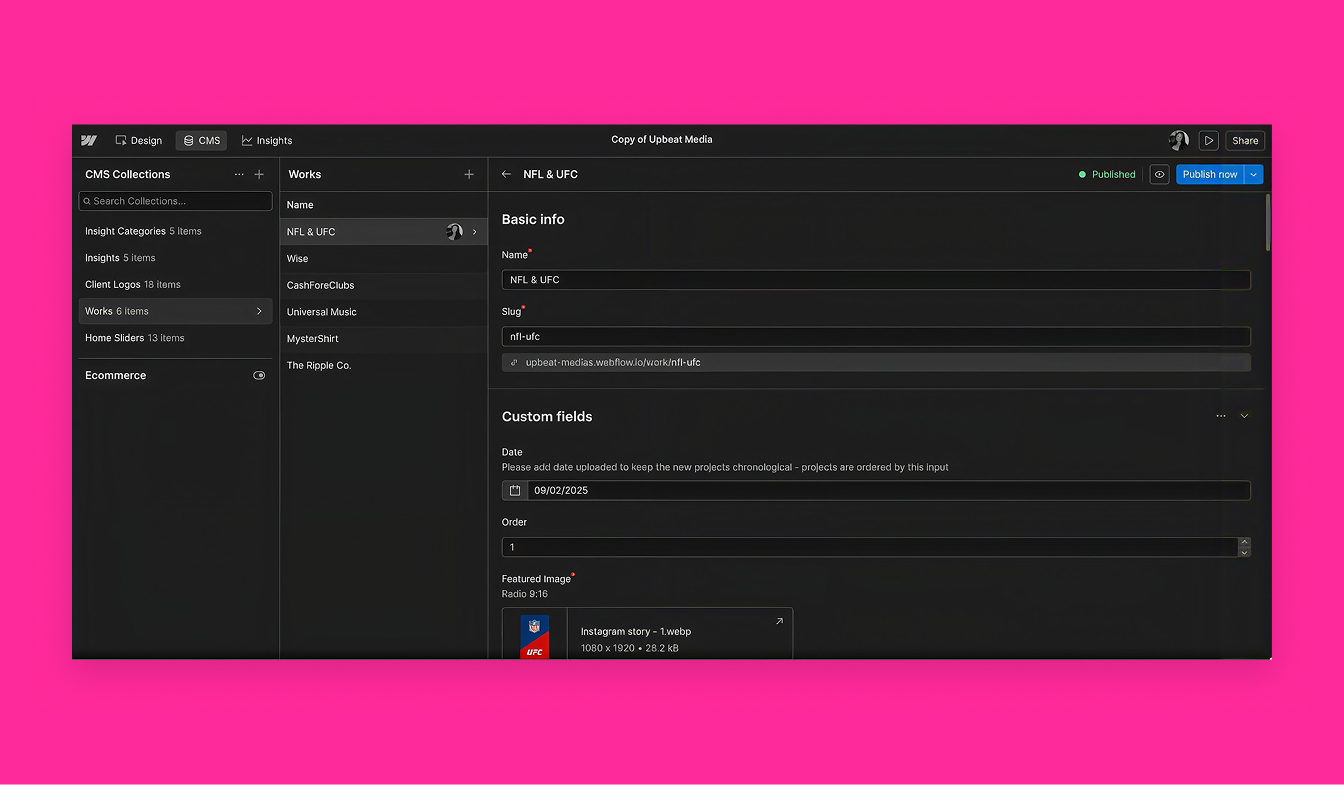 Design
CMS
Insights
Copy of Upbeat Media
Share
CMS Collections
Search Collections...
Insight Categories 5 items
Insights 5 items
Client Logos 18 items
Works 6 items
Home Sliders 13 items
Ecommerce
Works
Name
NFL & UFC
Wise
CashForeClubs
Universal Music
MysterShirt
The Ripple Co.
NFL & UFC
Published
Publish now
Basic info
Name*
NFL & UFC
Slug*
nfl-ufc
upbeat-medias.webflow.io/work/nfl-ufc
Custom fields
Date
Please add date uploaded to keep the new projects chronological - projects are ordered by this input
09/02/2025
Order
1
Featured Image*
Radio 9:16
NFL
UFC
Instagram story - 1.webp
1080 x 1920 • 28.2 kB